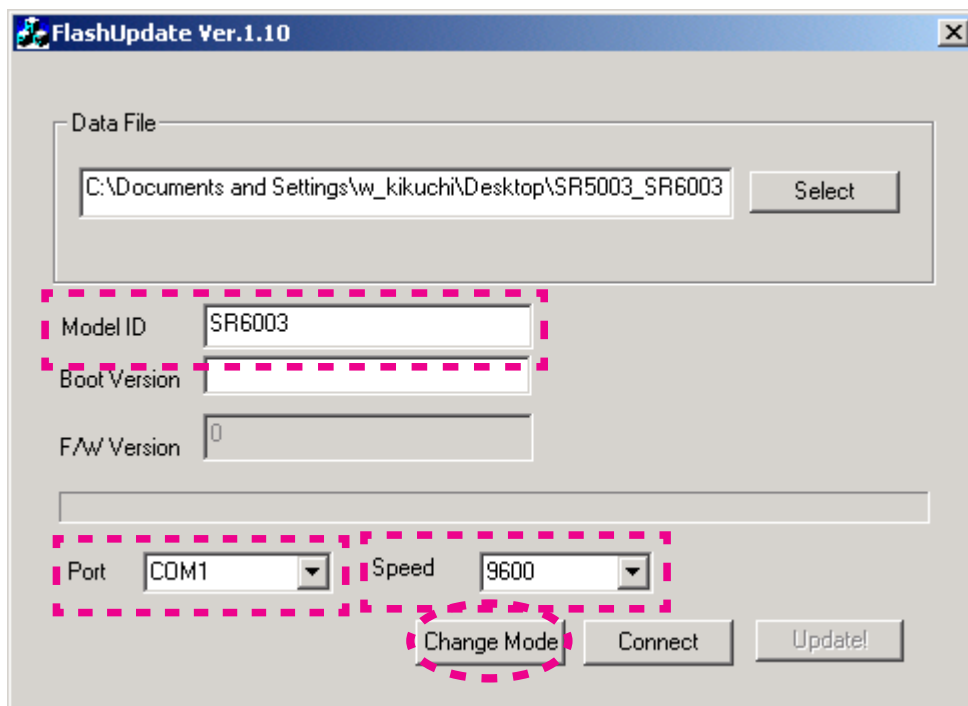 FlashUpdate Ver.1.10
Data File
C:\Documents and Settings\w_kikuchi\Desktop\SR5003_SR6003
Select
Model ID SR6003
Boot Version
F/W Version 0
Port COM1 Speed 9600
Change Mode Connect Update!